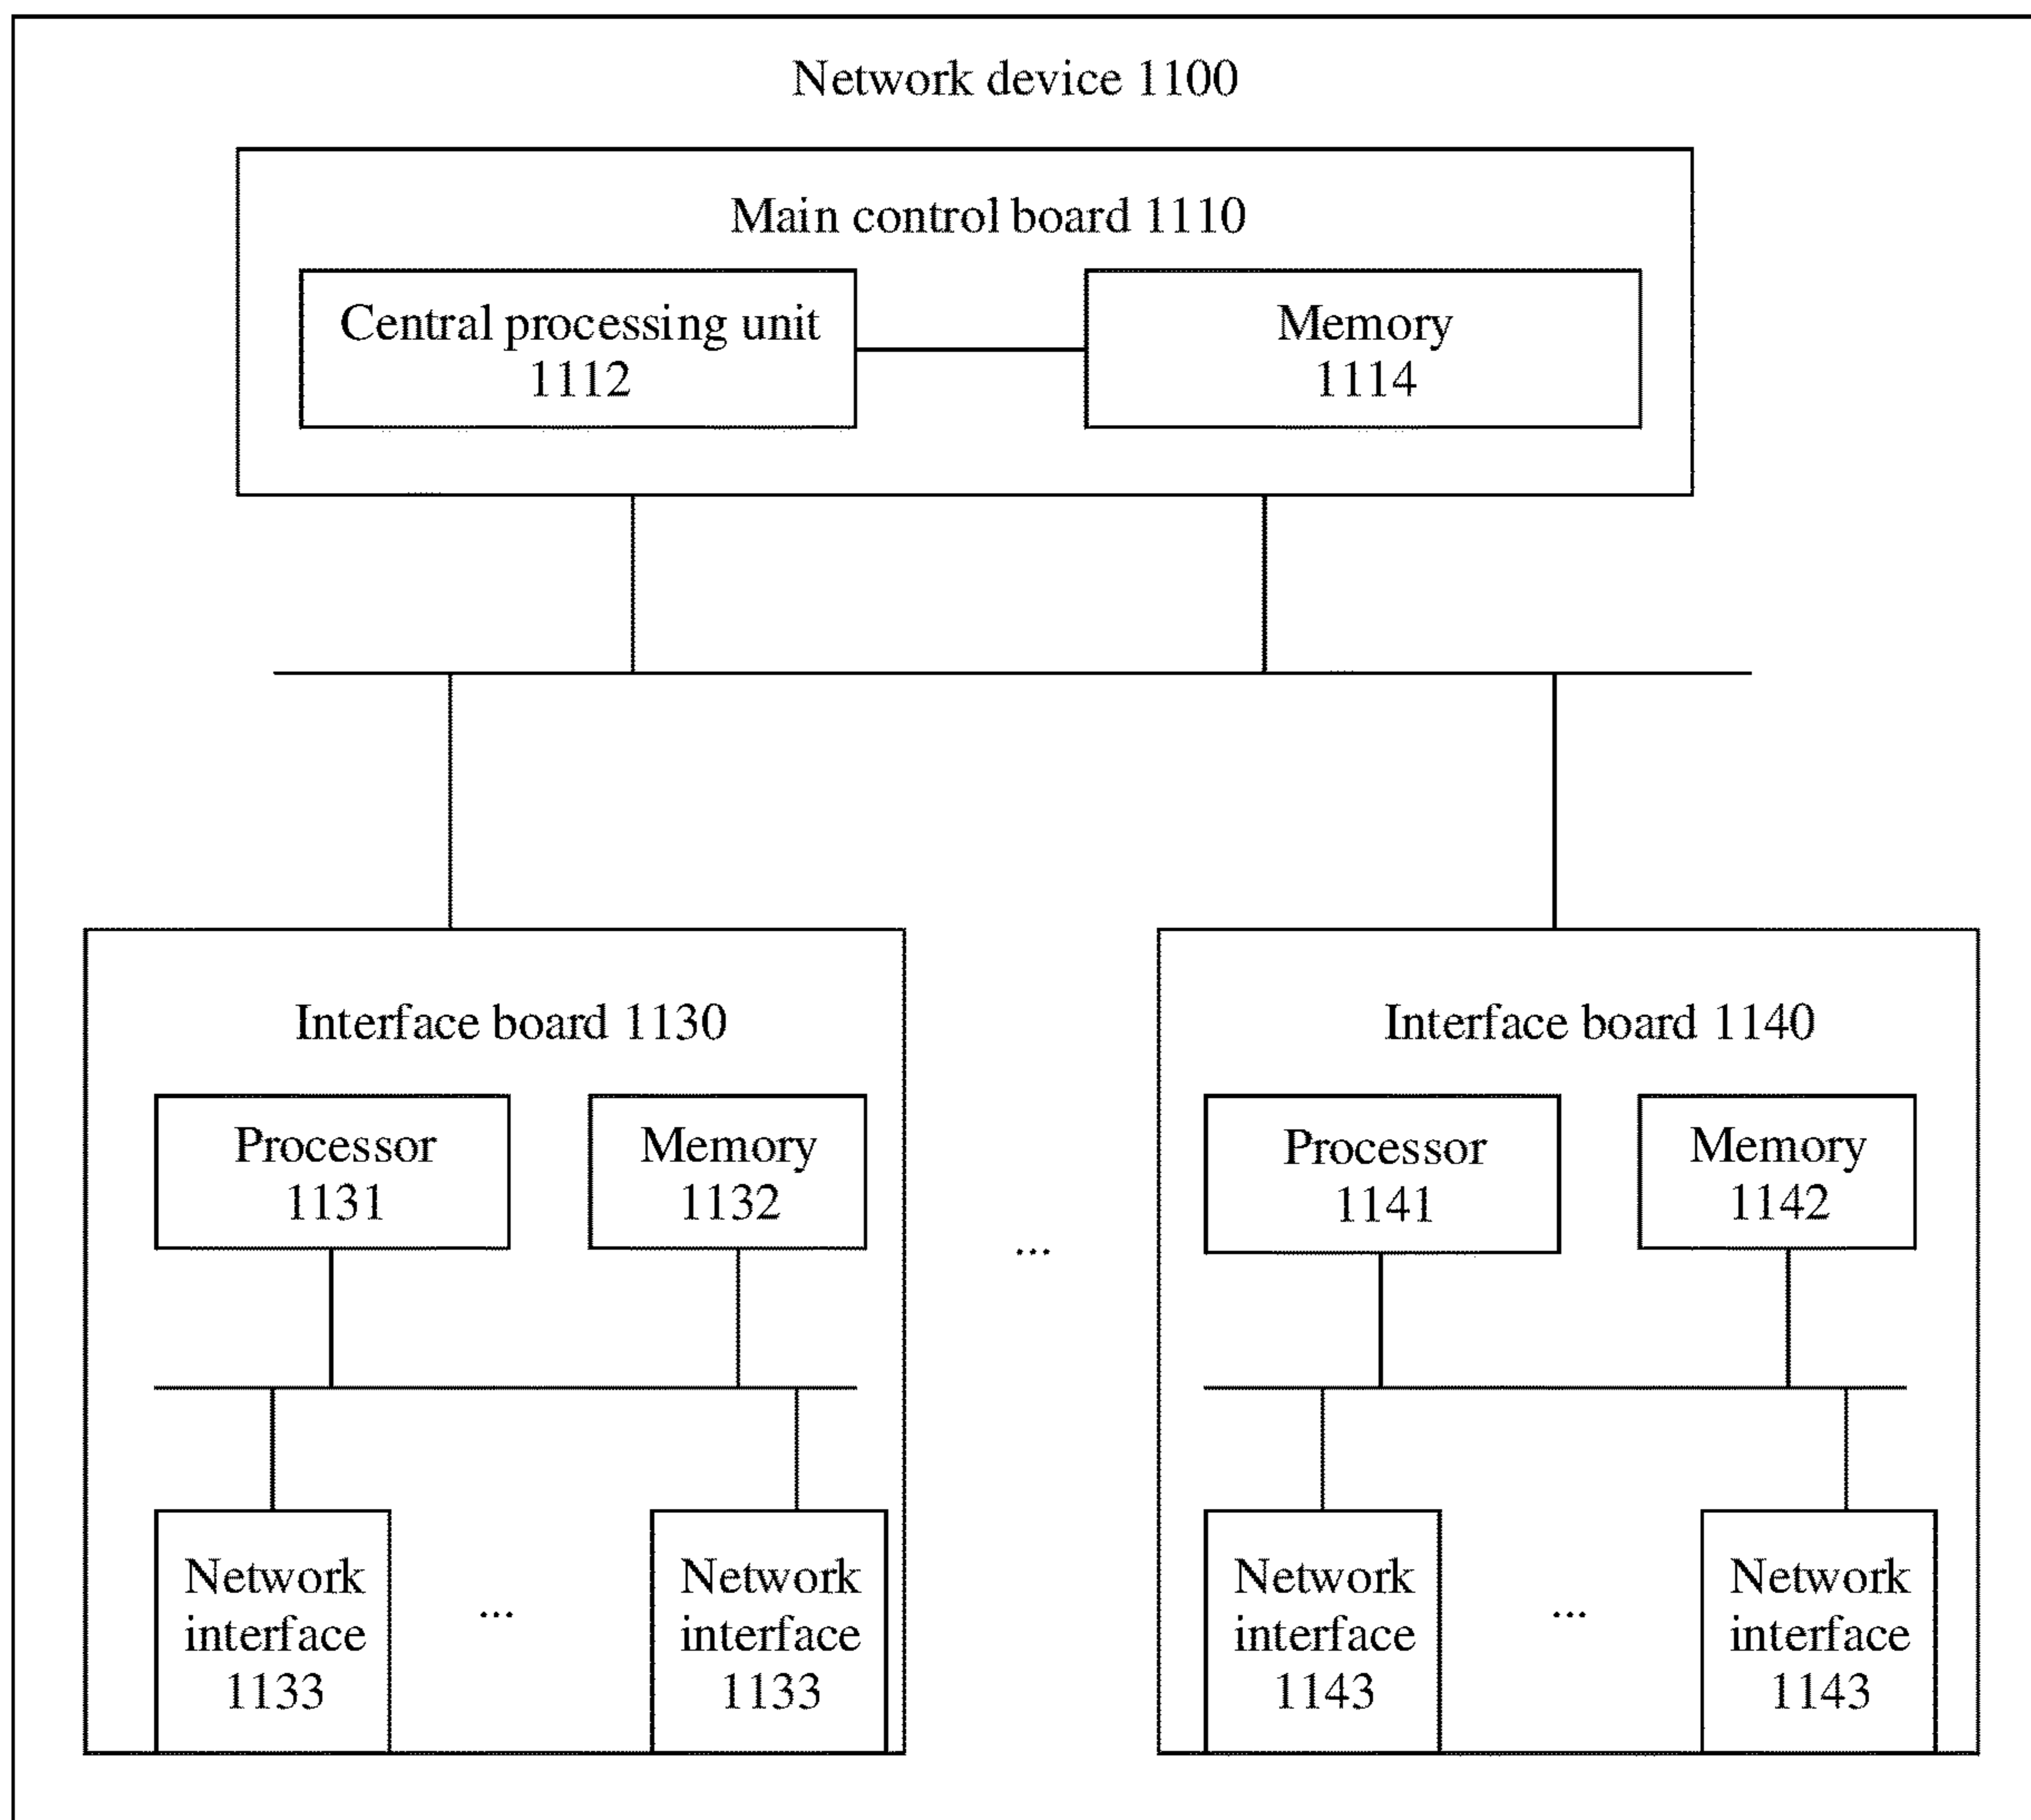 Network device 1100
Main control board 1110
Central processing unit
1112
Memory
1114
Interface board 1130
Processor
1131
Memory
1132
Network
interface
1133
...
Network
interface
1133
...
Interface board 1140
Processor
1141
Memory
1142
Network
interface
1143
...
Network
interface
1143